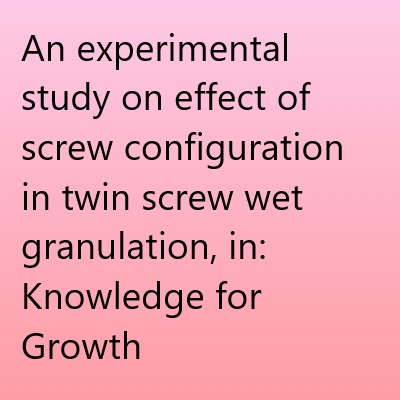 An experimental
study on effect of
screw configuration
in twin screw wet
granulation, in:
Knowledge for
Growth